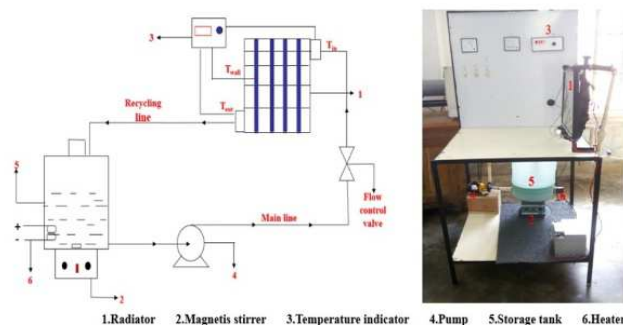 3
T_in
3
T_wall
1
1
T_out
Recycling
line
5
Flow
control
valve
5
Main line
+
-
6
4
2
1.Radiator 2.Magnetis stirrer 3.Temperature indicator 4.Pump 5.Storage tank 6.Heater